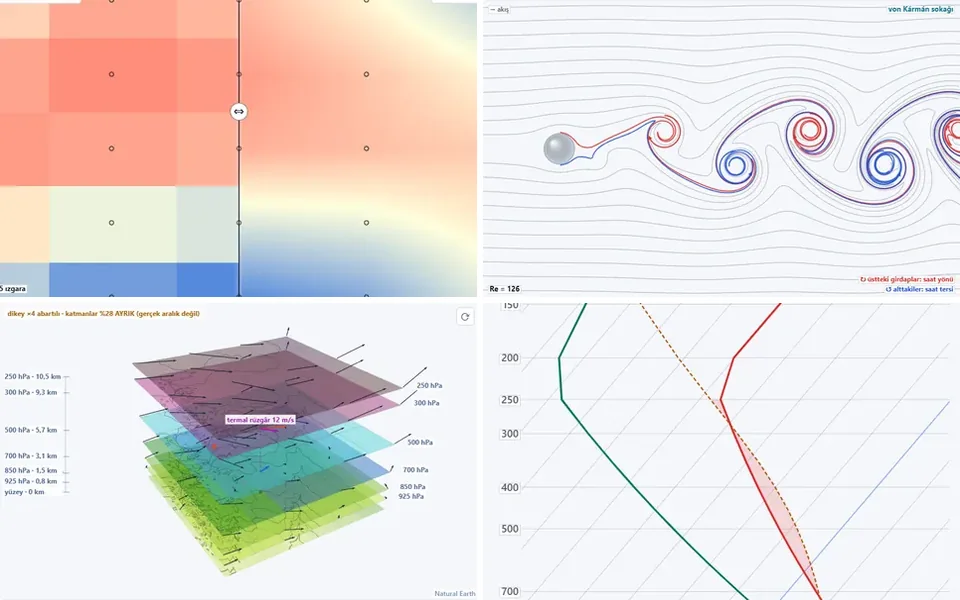 5 ızgara
→ akış
von Kármán sokağı
Re = 126
↻ üstteki girdaplar: saat yönü
↺ alttakiler: saat tersi
dikey ×4 abartılı · katmanlar %28 AYRIK (gerçek aralık değil)
250 hPa · 10,5 km
300 hPa · 9,3 km
500 hPa · 5,7 km
700 hPa · 3,1 km
850 hPa · 1,5 km
925 hPa · 0,8 km
yüzey · 0 km
termal rüzgâr 12 m/s
250 hPa
300 hPa
500 hPa
700 hPa
850 hPa
925 hPa
Natural Earth
150
200
250
300
400
500
700